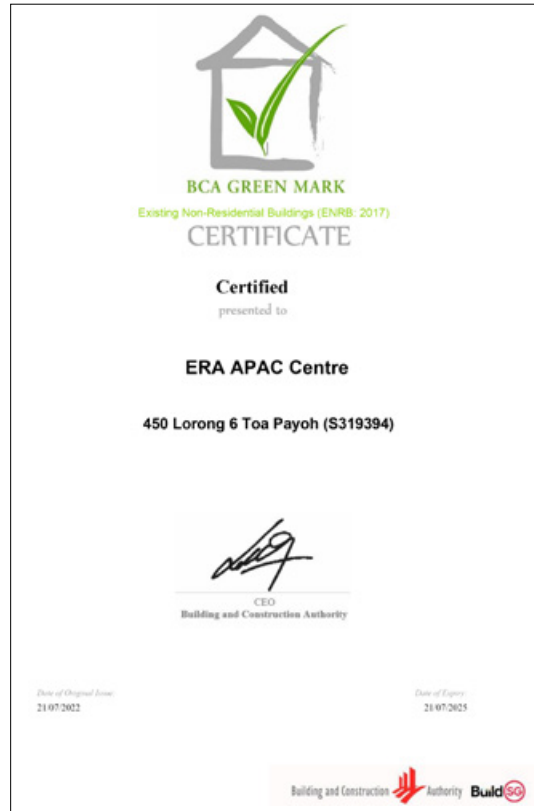 BCA GREEN MARK
Existing Non-Residential Buildings (ENRB: 2017)
CERTIFICATE
Certified
presented to
ERA APAC Centre
450 Lorong 6 Toa Payoh (S319394)
CEO
Building and Construction Authority
Date of Original Issue: Date of Expiry:
21/07/2022 21/07/2025
Building and Construction Authority BuildSG